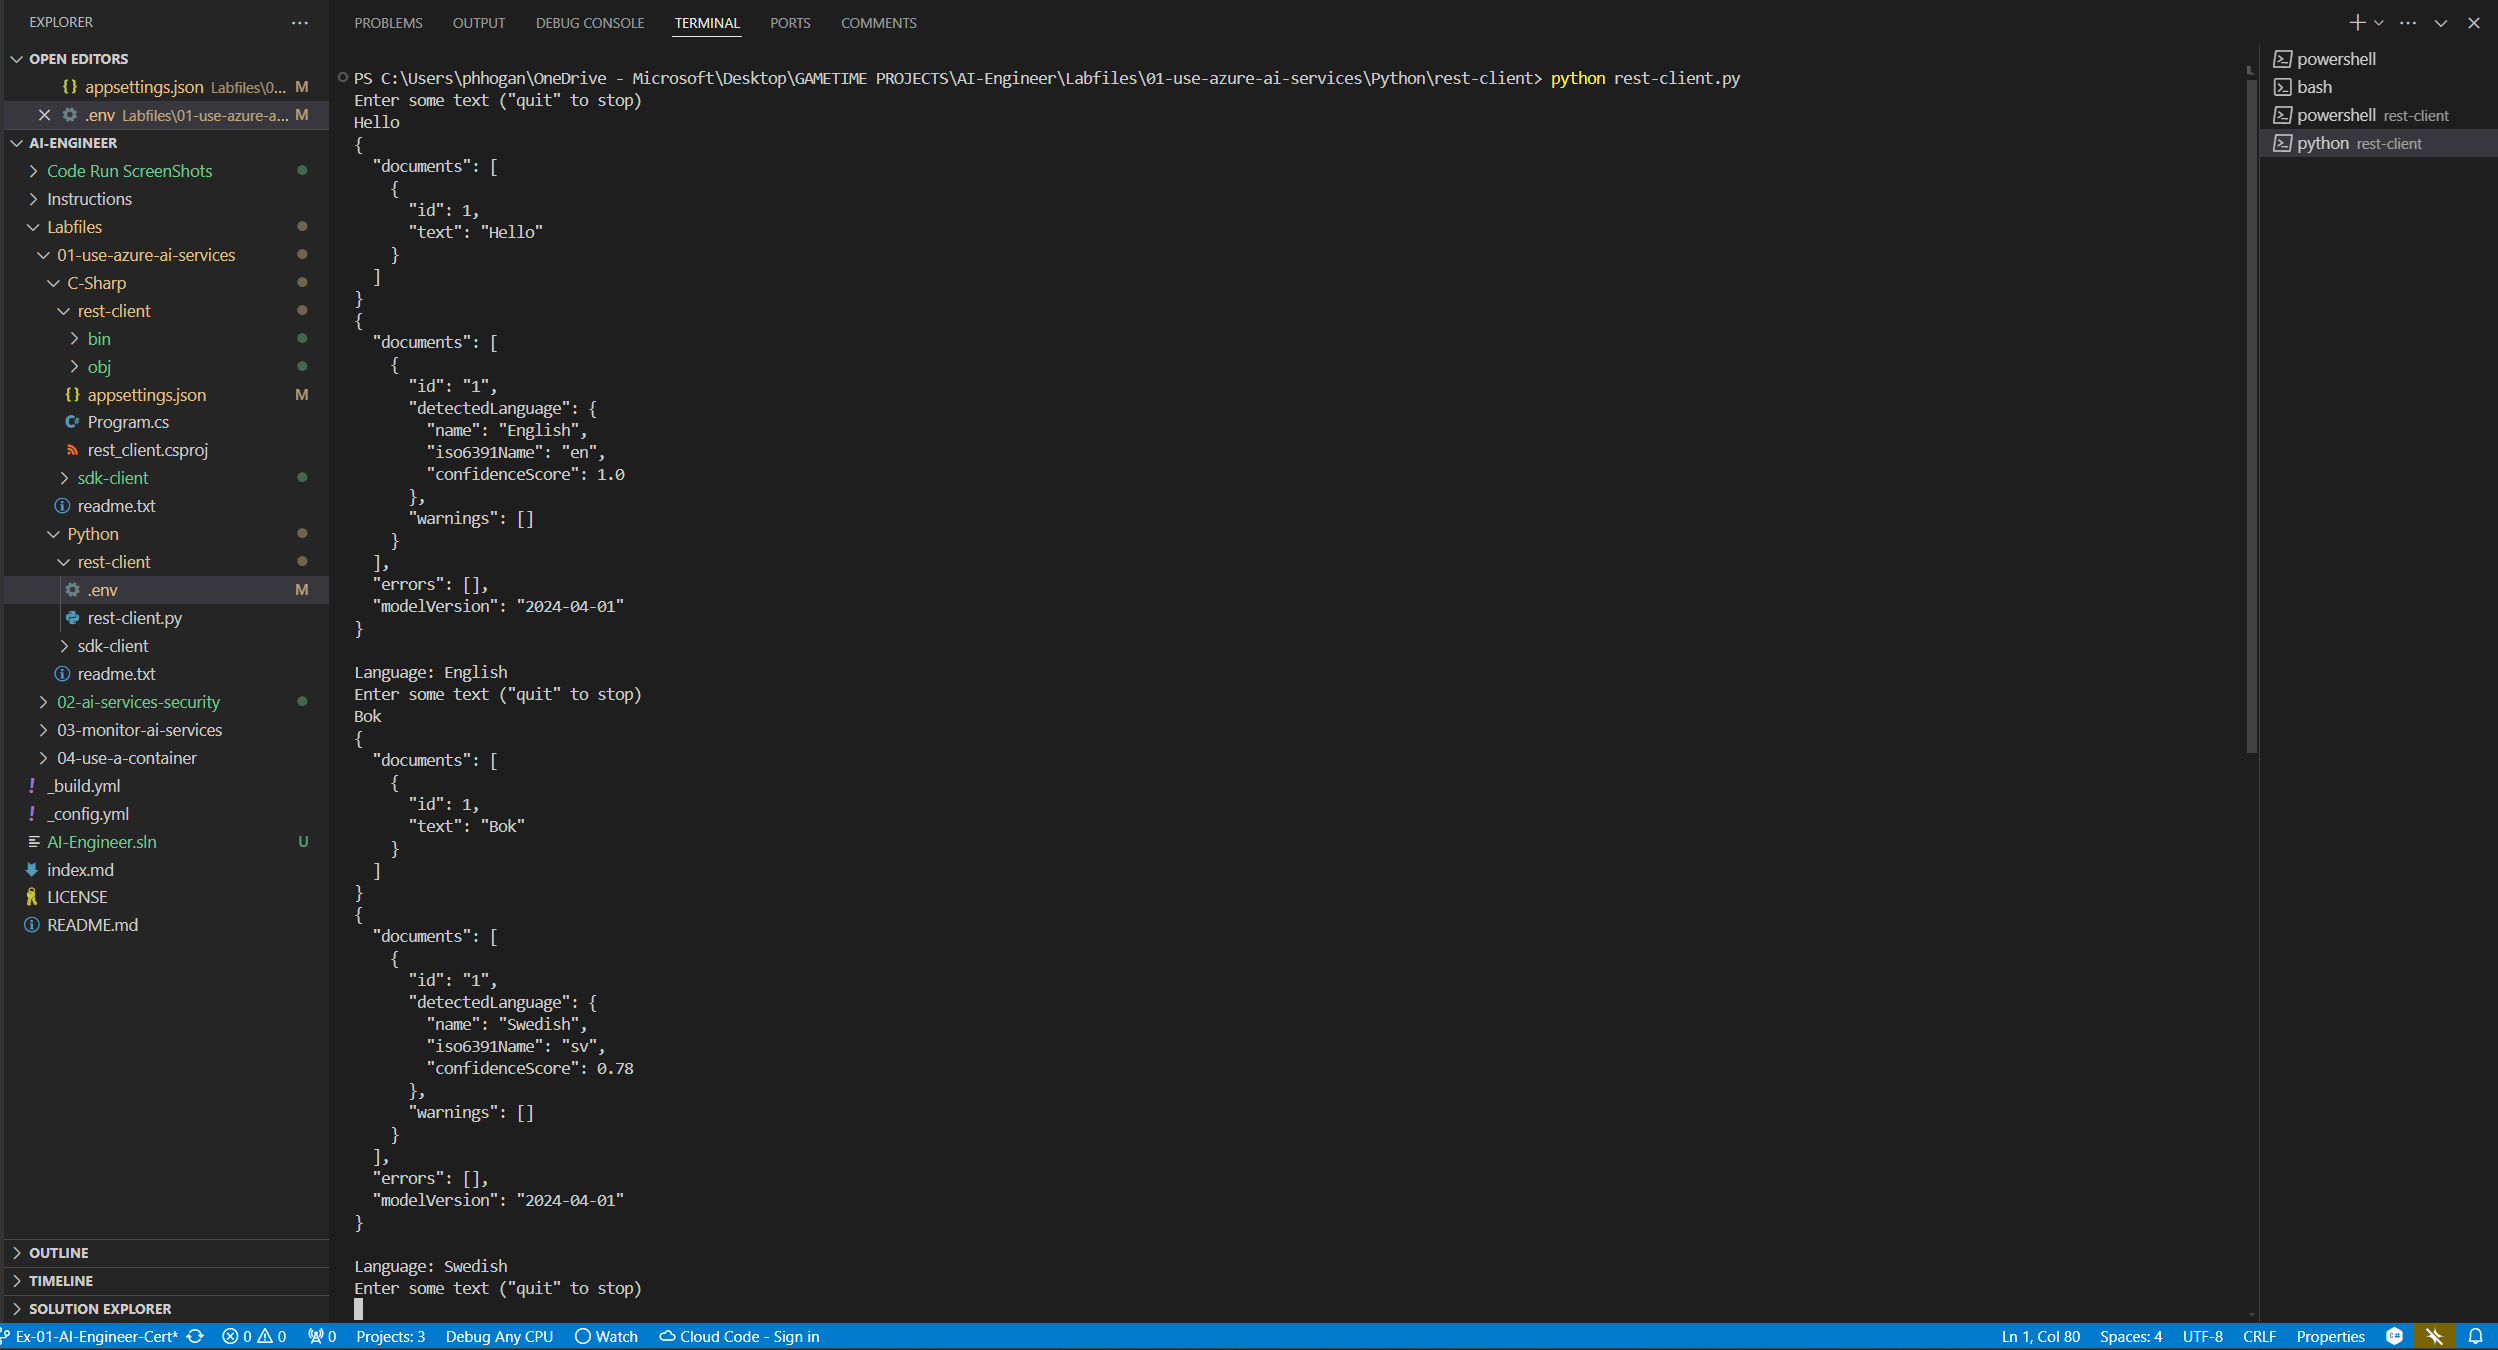 EXPLORER
OPEN EDITORS
appsettings.json Labfiles\0... M
.env Labfiles\01-use-azure-a... M
AI-ENGINEER
Code Run ScreenShots
Instructions
Labfiles
01-use-azure-ai-services
C-Sharp
rest-client
bin
obj
appsettings.json M
Program.cs
rest_client.csproj
sdk-client
readme.txt
Python
rest-client
.env M
rest-client.py
sdk-client
readme.txt
02-ai-services-security
03-monitor-ai-services
04-use-a-container
_build.yml
_config.yml
AI-Engineer.sln U
index.md
LICENSE
README.md
OUTLINE
TIMELINE
SOLUTION EXPLORER
PROBLEMS OUTPUT DEBUG CONSOLE TERMINAL PORTS COMMENTS
PS C:\Users\phhogan\OneDrive - Microsoft\Desktop\GAMETIME PROJECTS\AI-Engineer\Labfiles\01-use-azure-ai-services\Python\rest-client> python rest-client.py
Enter some text ("quit" to stop)
Hello
{
  "documents": [
    {
      "id": 1,
      "text": "Hello"
    }
  ]
}
{
  "documents": [
    {
      "id": "1",
      "detectedLanguage": {
        "name": "English",
        "iso6391Name": "en",
        "confidenceScore": 1.0
      },
      "warnings": []
    }
  ],
  "errors": [],
  "modelVersion": "2024-04-01"
}
Language: English
Enter some text ("quit" to stop)
Bok
{
  "documents": [
    {
      "id": 1,
      "text": "Bok"
    }
  ]
}
{
  "documents": [
    {
      "id": "1",
      "detectedLanguage": {
        "name": "Swedish",
        "iso6391Name": "sv",
        "confidenceScore": 0.78
      },
      "warnings": []
    }
  ],
  "errors": [],
  "modelVersion": "2024-04-01"
}
Language: Swedish
Enter some text ("quit" to stop)
powershell
bash
powershell rest-client
python rest-client
Ex-01-AI-Engineer-Cert* 0 0 0 Projects: 3 Debug Any CPU Watch Cloud Code - Sign in Ln 1, Col 80 Spaces: 4 UTF-8 CRLF Properties